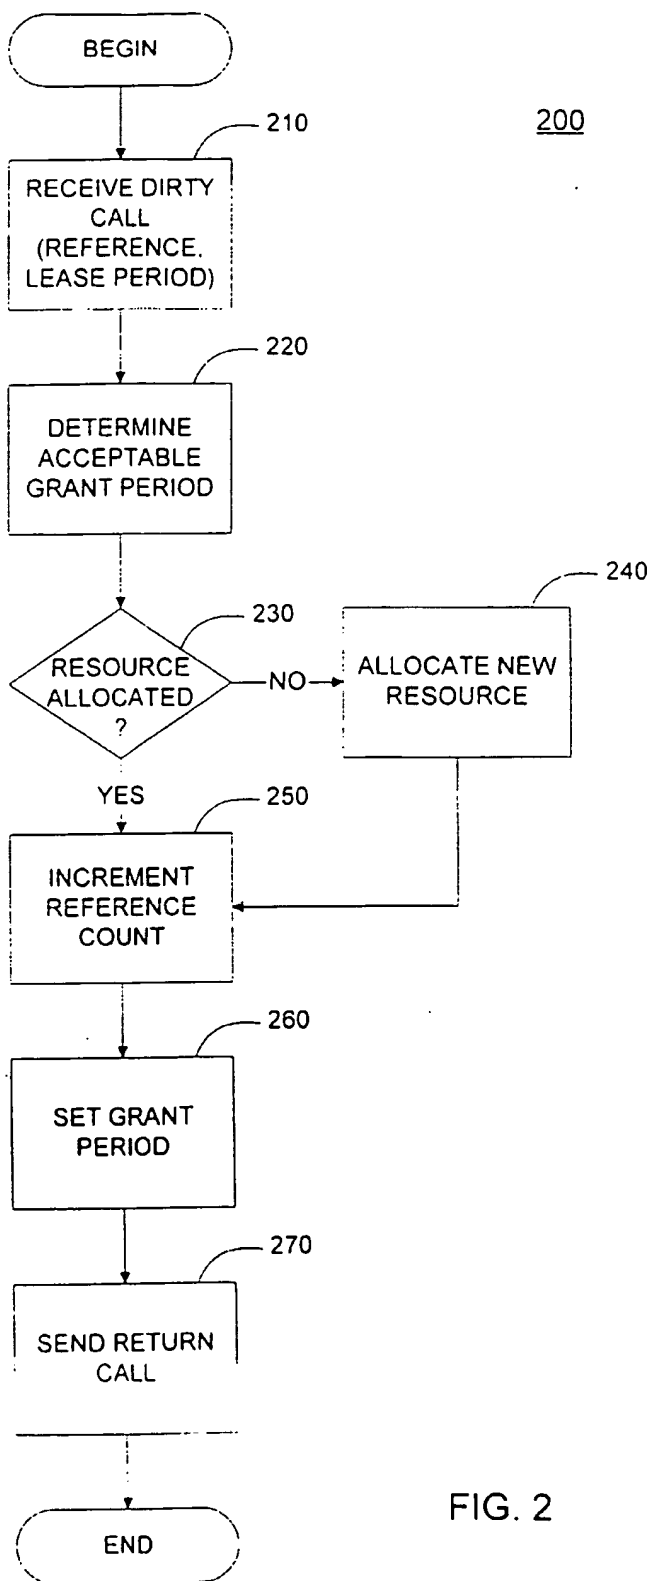 BEGIN
200
210
RECEIVE DIRTY
CALL
(REFERENCE.
LEASE PERIOD)
220
DETERMINE
ACCEPTABLE
GRANT PERIOD
230
RESOURCE
ALLOCATED
?
NO
240
ALLOCATE NEW
RESOURCE
YES
250
INCREMENT
REFERENCE
COUNT
260
SET GRANT
PERIOD
270
SEND RETURN
CALL
END
FIG. 2